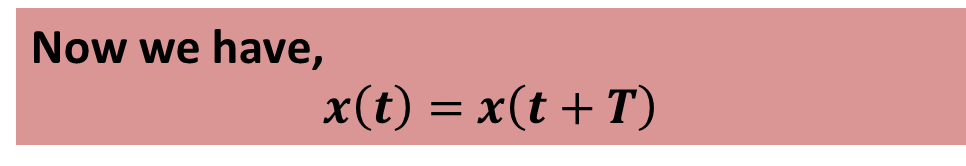 Now we have,
x(t) = x(t + T)